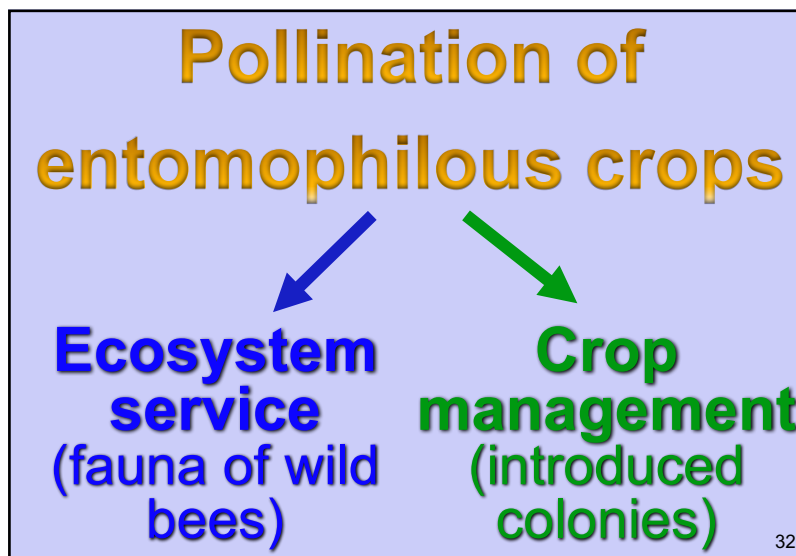 Pollination of
entomophilous crops
Ecosystem
service
(fauna of wild
bees)
Crop
management
(introduced
colonies)
32